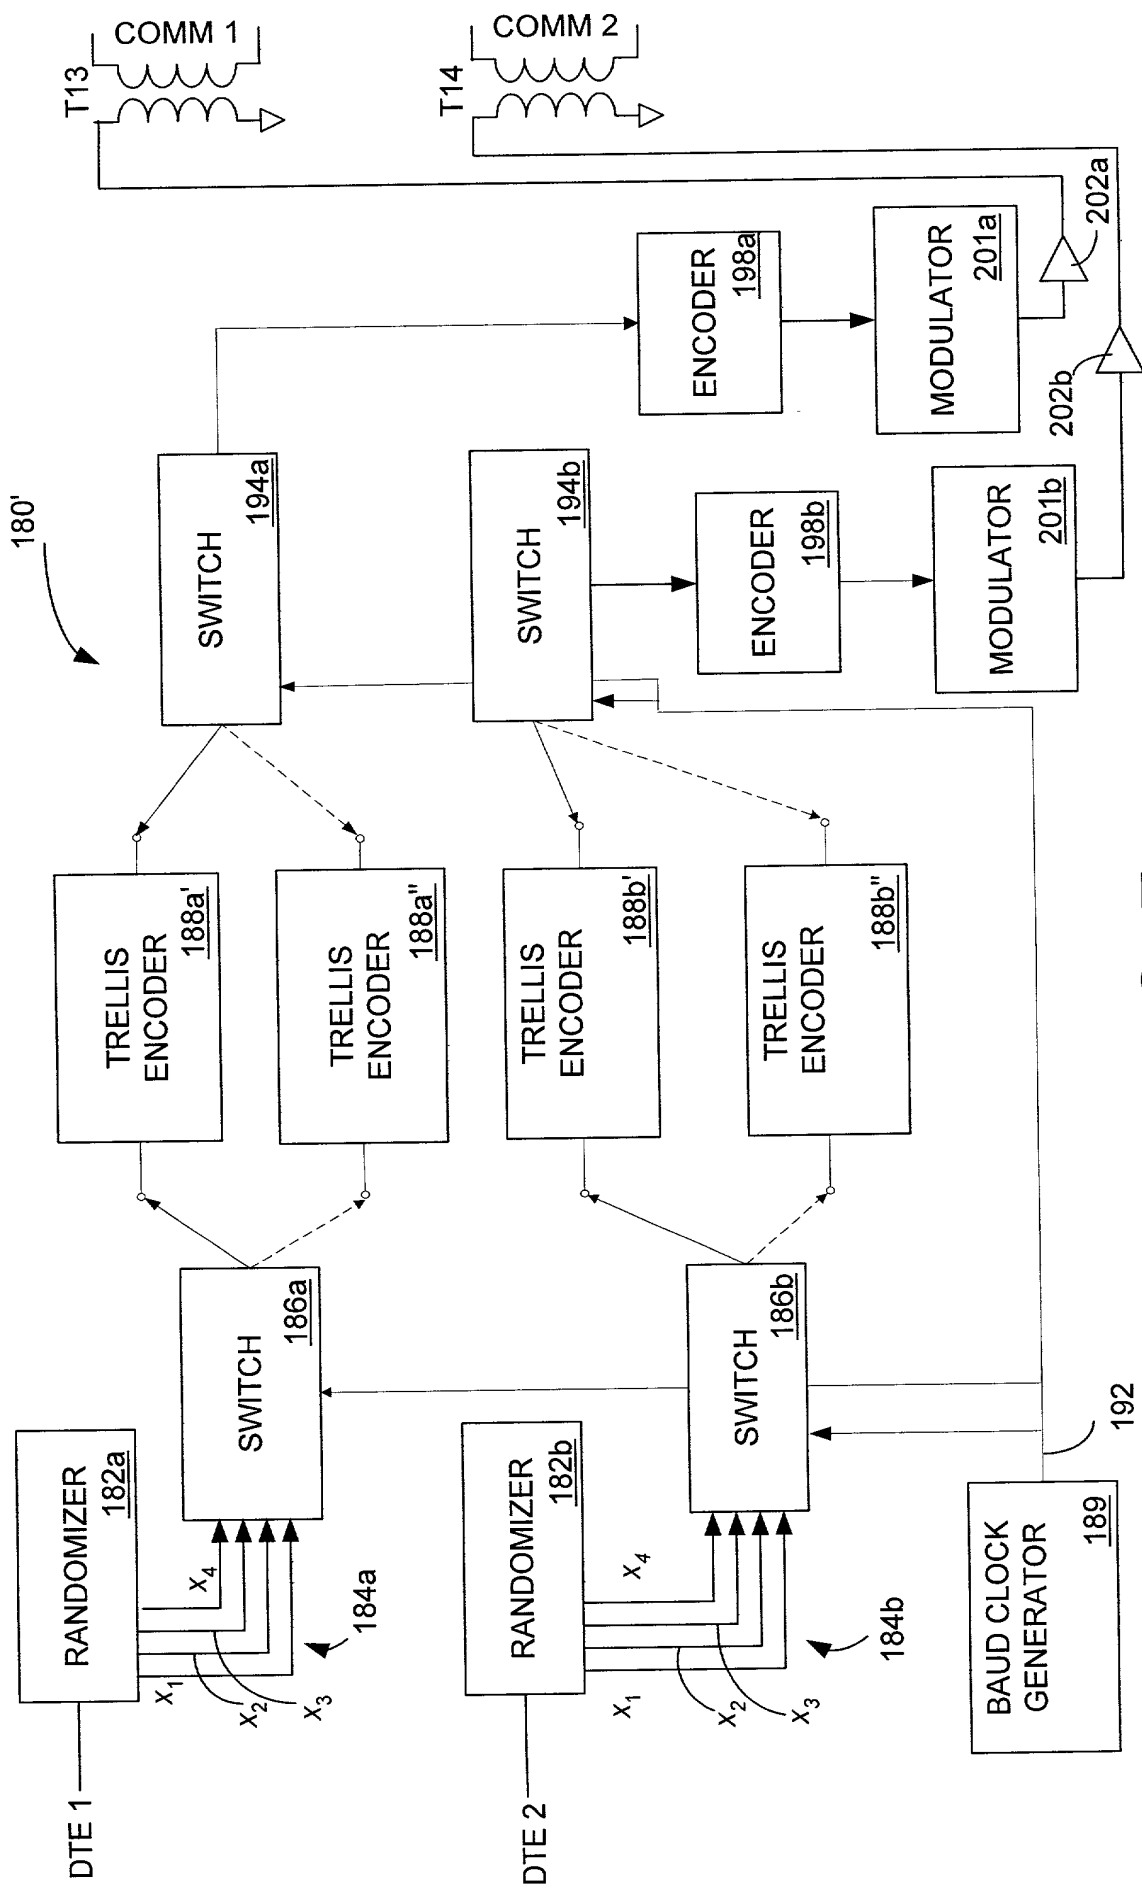 180'
DTE 1
RANDOMIZER
182a
x1
x2
x3
x4
184a
SWITCH
186a
TRELLIS
ENCODER
188a'
TRELLIS
ENCODER
188a"
SWITCH
194a
T13
COMM 1
DTE 2
RANDOMIZER
182b
x1
x2
x3
x4
184b
SWITCH
186b
TRELLIS
ENCODER
188b'
TRELLIS
ENCODER
188b"
SWITCH
194b
T14
COMM 2
ENCODER
198a
ENCODER
198b
MODULATOR
201a
MODULATOR
201b
202a
202b
BAUD CLOCK
GENERATOR
189
192